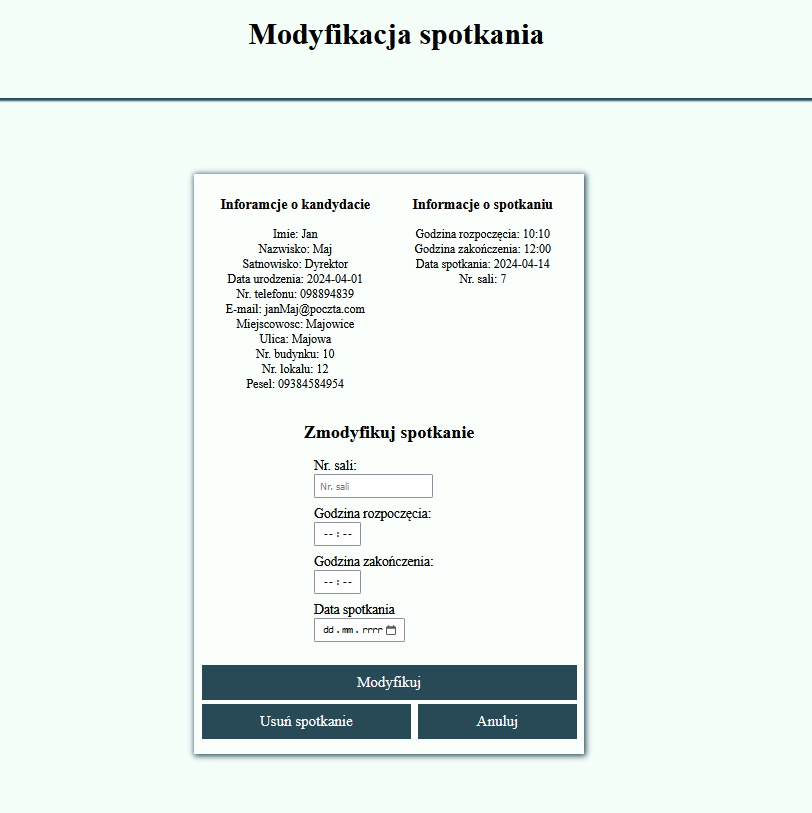 Modyfikacja spotkania
Inforamcje o kandydacie
Imie: Jan
Nazwisko: Maj
Satnowisko: Dyrektor
Data urodzenia: 2024-04-01
Nr. telefonu: 098894839
E-mail: janMaj@poczta.com
Miejscowosc: Majowice
Ulica: Majowa
Nr. budynku: 10
Nr. lokalu: 12
Pesel: 09384584954
Informacje o spotkaniu
Godzina rozpoczęcia: 10:10
Godzina zakończenia: 12:00
Data spotkania: 2024-04-14
Nr. sali: 7
Zmodyfikuj spotkanie
Nr. sali:
Nr. sali
Godzina rozpoczęcia:
--:--
Godzina zakończenia:
--:--
Data spotkania
dd.mm.rrrr
Modyfikuj
Usuń spotkanie
Anuluj